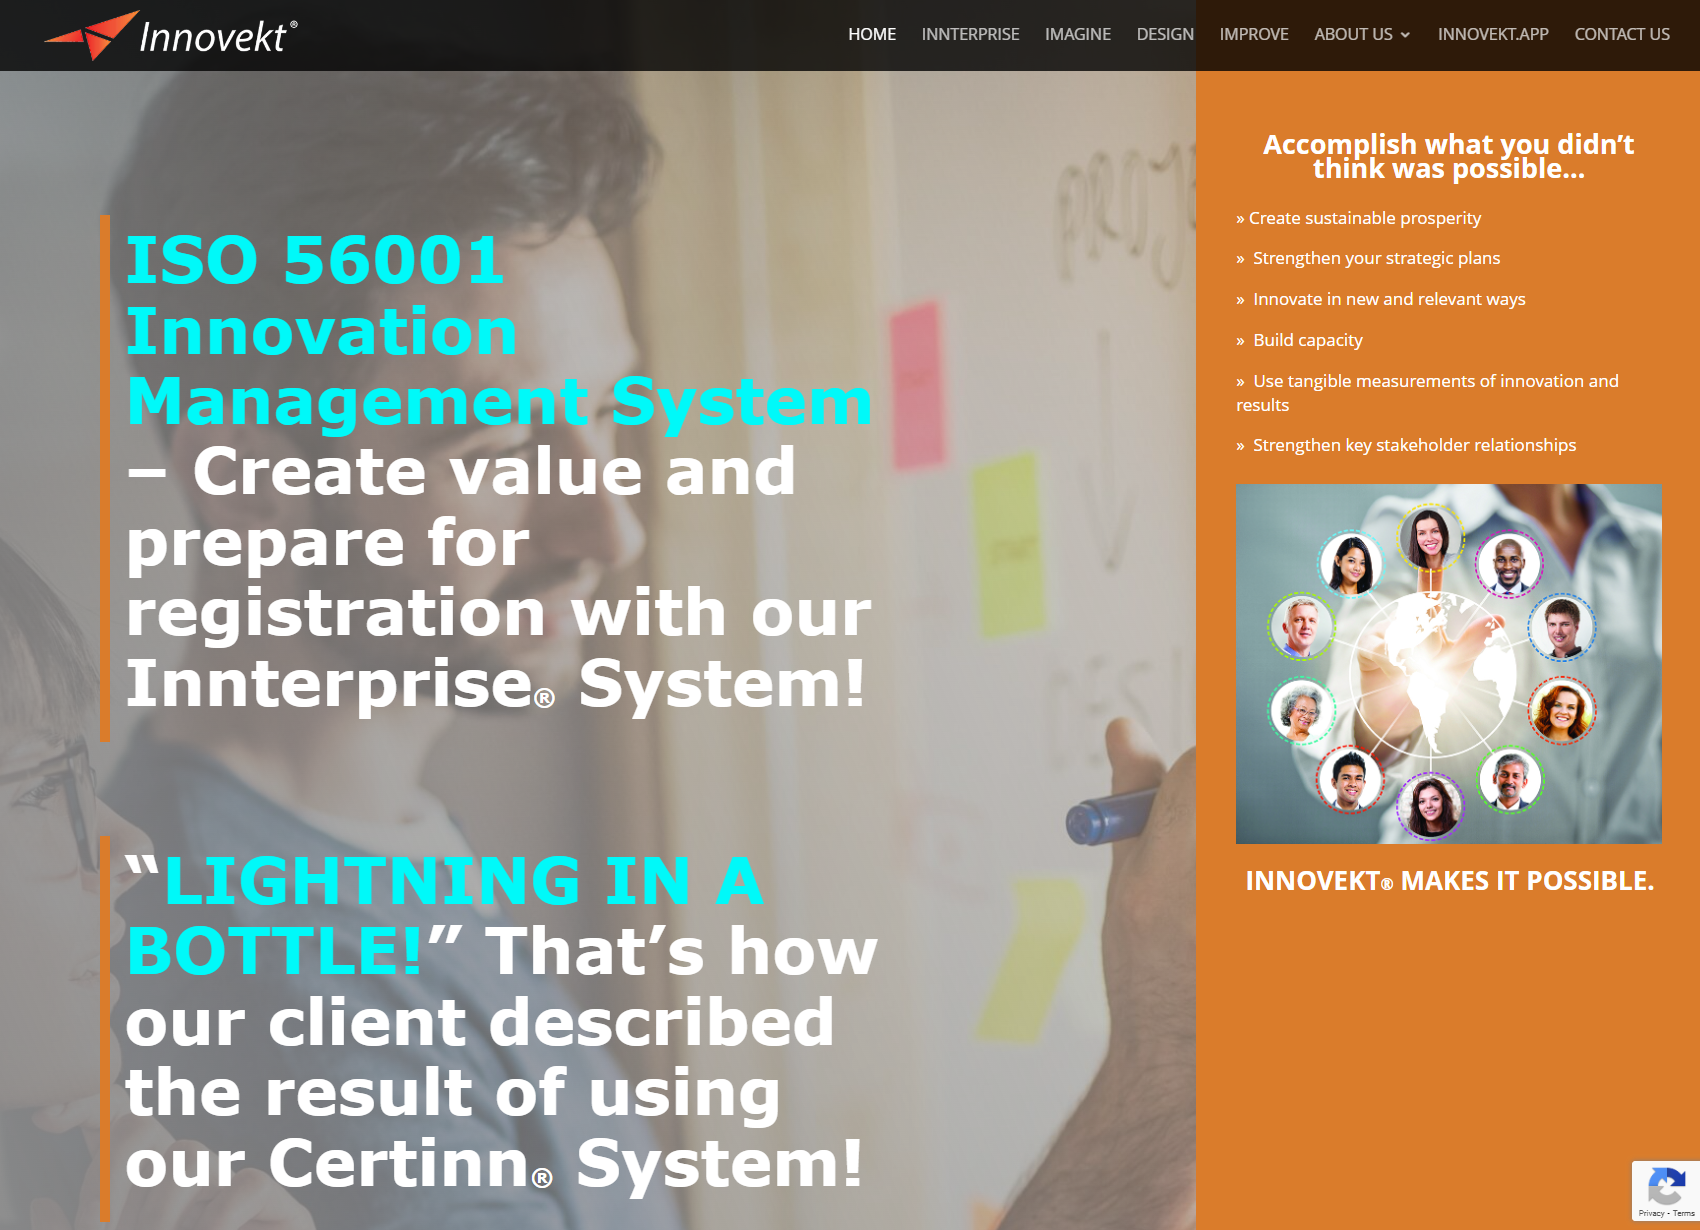 Innovekt®
HOME INNTERPRISE IMAGINE DESIGN IMPROVE ABOUT US INNOVEKT.APP CONTACT US
ISO 56001
Innovation
Management System
– Create value and
prepare for
registration with our
Innterprise® System!
“LIGHTNING IN A
BOTTLE!” That’s how
our client described
the result of using
our Certinn® System!
Accomplish what you didn’t
think was possible…
» Create sustainable prosperity
» Strengthen your strategic plans
» Innovate in new and relevant ways
» Build capacity
» Use tangible measurements of innovation and
results
» Strengthen key stakeholder relationships
INNOVEKT® MAKES IT POSSIBLE.
Privacy - Terms